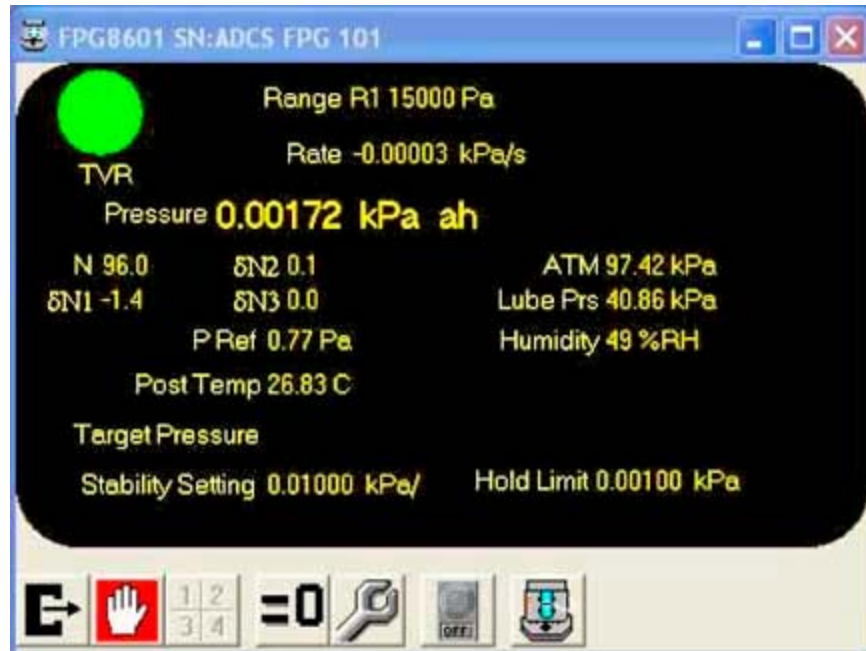 FPG8601 SN:ADCS FPG 101
Range R1 15000 Pa
TVR
Rate -0.00003 kPa/s
Pressure 0.00172 kPa ah
N 96.0 δN2 0.1 ATM 97.42 kPa
δN1 -1.4 δN3 0.0 Lube Prs 40.86 kPa
P Ref 0.77 Pa Humidity 49 %RH
Post Temp 26.83 C
Target Pressure
Stability Setting 0.01000 kPa/ Hold Limit 0.00100 kPa
1 2
3 4
=0
OFF